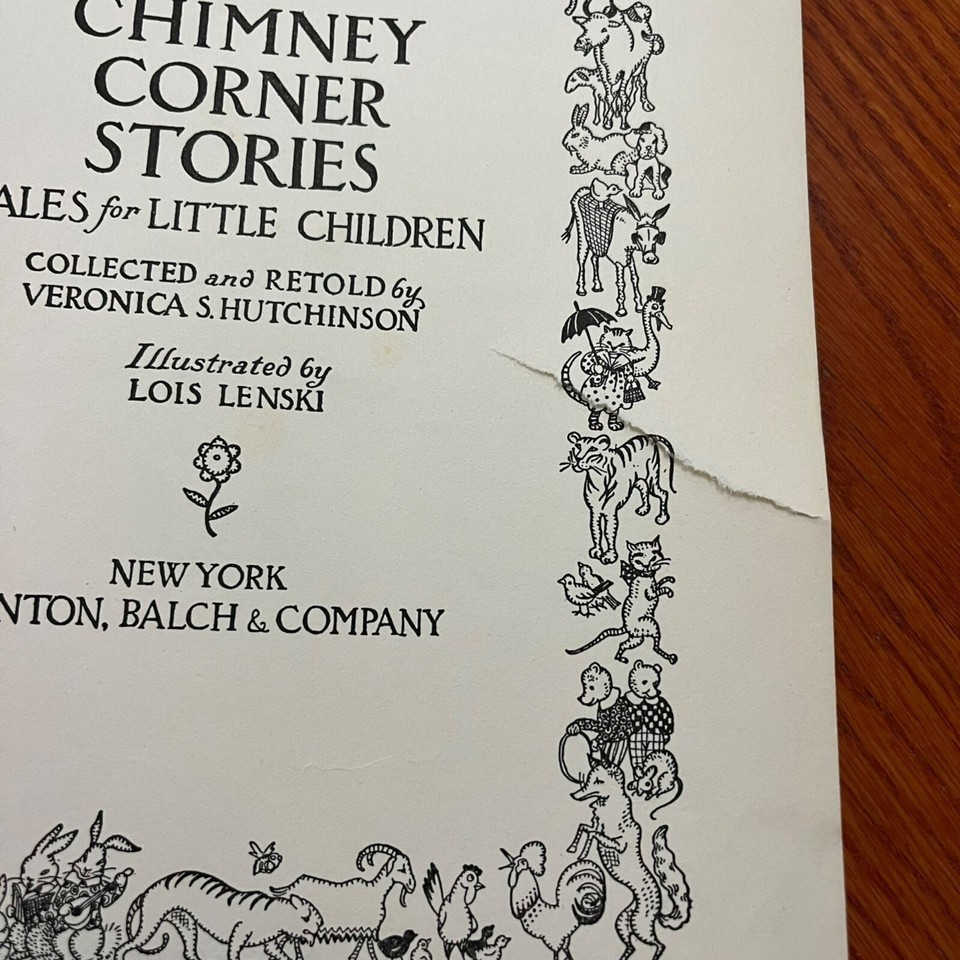 CHIMNEY
CORNER
STORIES
ALES for LITTLE CHILDREN
COLLECTED and RETOLD by
VERONICA S. HUTCHINSON
Illustrated by
LOIS LENSKI
NEW YORK
NTON, BALCH & COMPANY